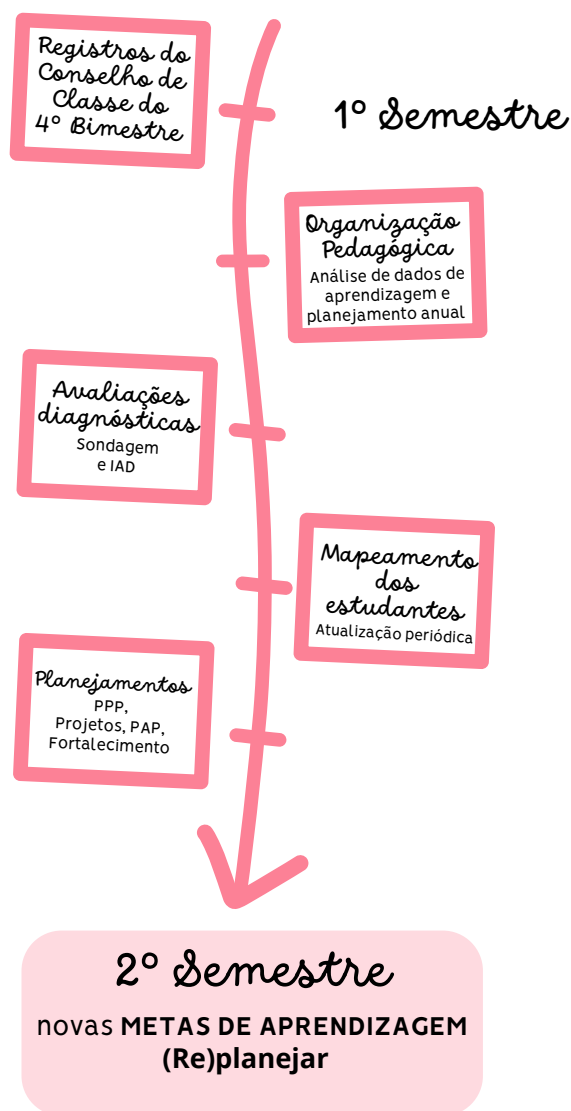 Registros do
Conselho de
Classe do
4º Bimestre
1º Semestre
Organização
Pedagógica
Análise de dados de
aprendizagem e
planejamento anual
Avaliações
diagnósticas
Sondagem
e IAD
Mapeamento
dos
estudantes
Atualização periódica
Planejamentos
PPP,
Projetos, PAP,
Fortalecimento
2º Semestre
novas METAS DE APRENDIZAGEM
(Re)planejar